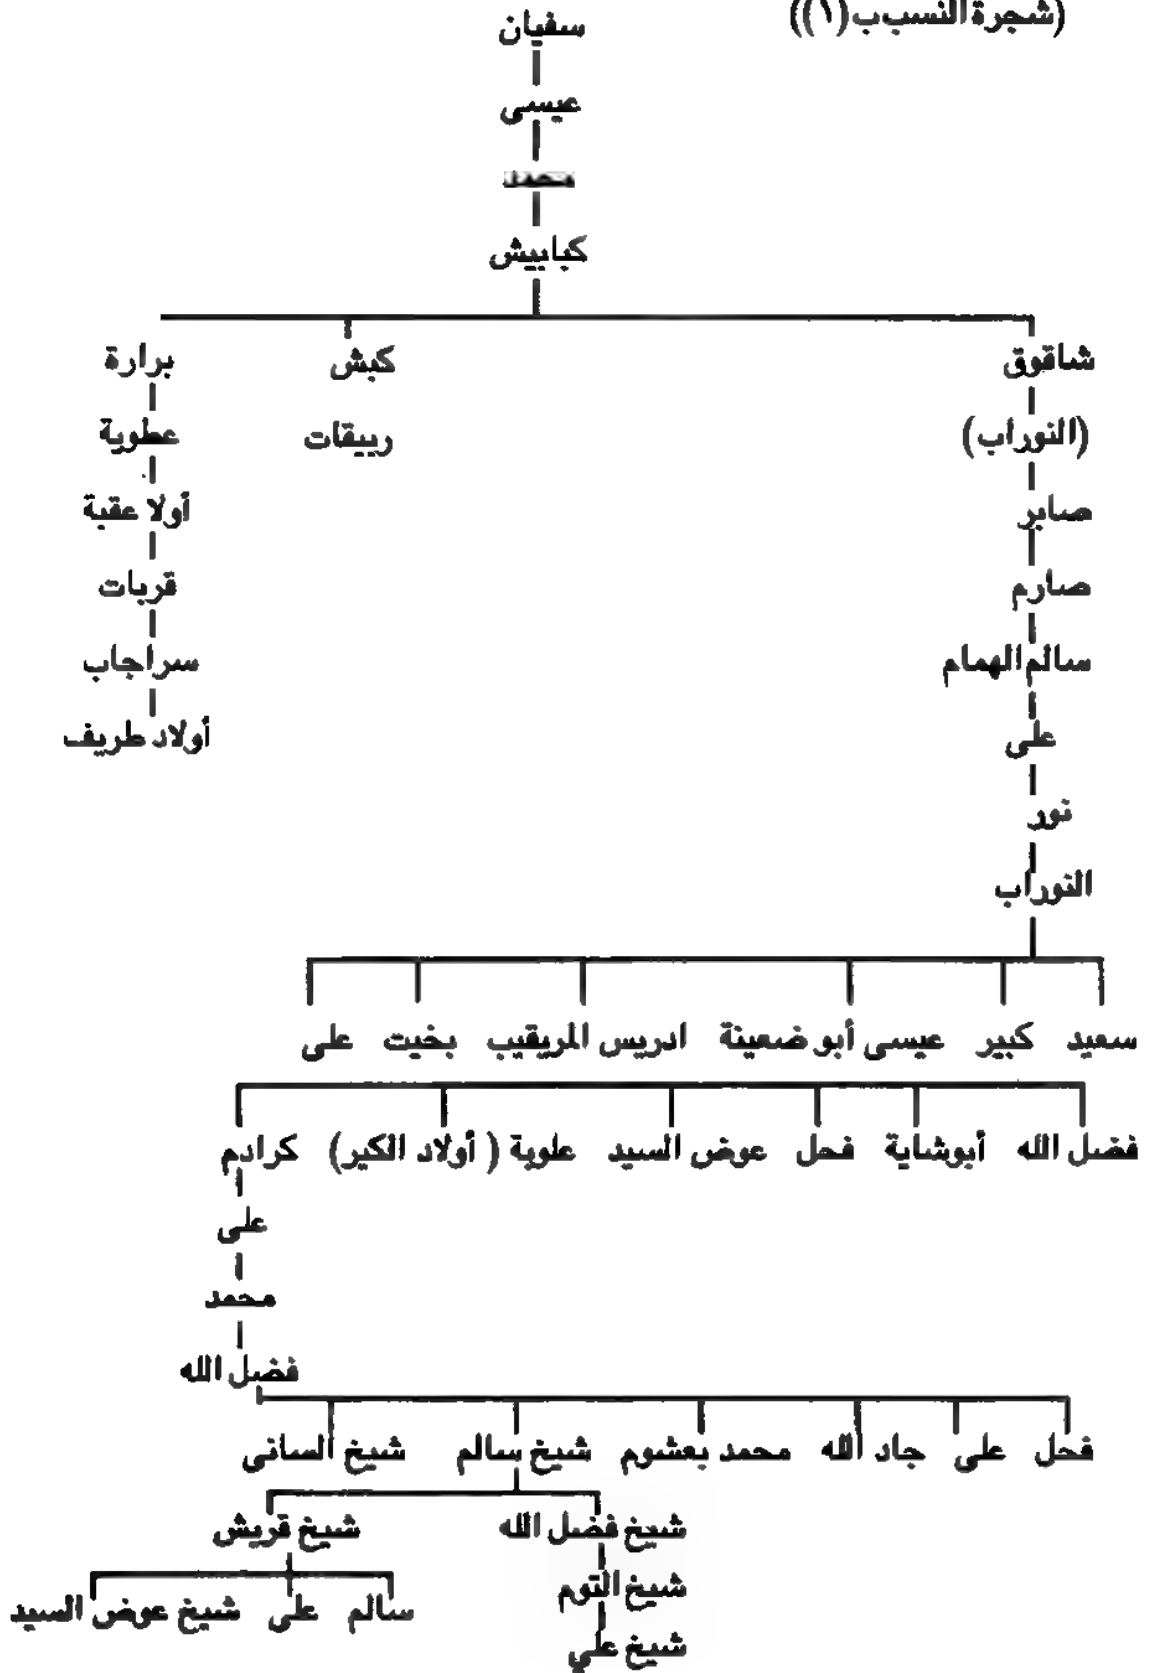 (شجرة النسب ب (١))
سفيان
عيسى
محمد
كبابيش
شاقوق كبش برارة
(النوراب) ربيقات عطوية
صابر أولا عقبة
صارم قربات
سالم الهمام سراجاب
على أولاد طريف
نور
النوراب
سعيد كبير عيسى أبو ضعينة ادريس المريقيب بخيت على
فضل الله أبوشاية فحل عوض السيد علوية ( أولاد الكير) كرادم
على
محمد
فضل الله
فحل على جاد الله محمد بعشوم شيخ سالم شيخ السانى
شيخ فضل الله شيخ قريش
شيخ التوم
سالم على شيخ عوض السيد
شيخ علي